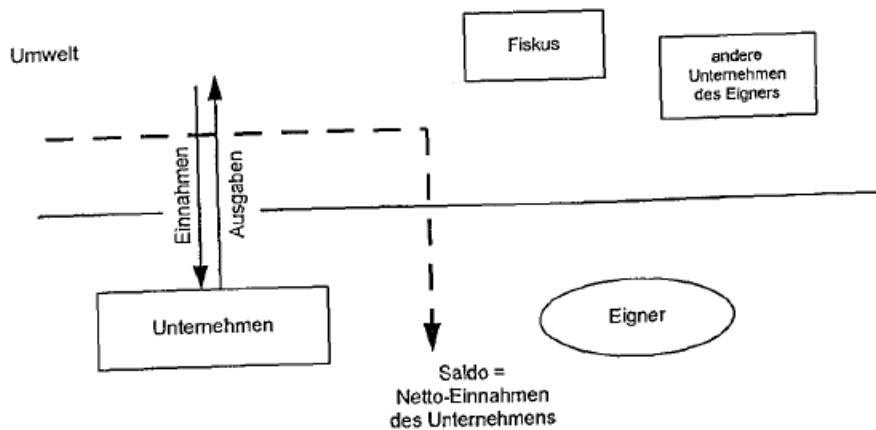 Umwelt
Fiskus
andere
Unternehmen
des Eigners
Einnahmen
Ausgaben
Unternehmen
Eigner
Saldo =
Netto-Einnahmen
des Unternehmens